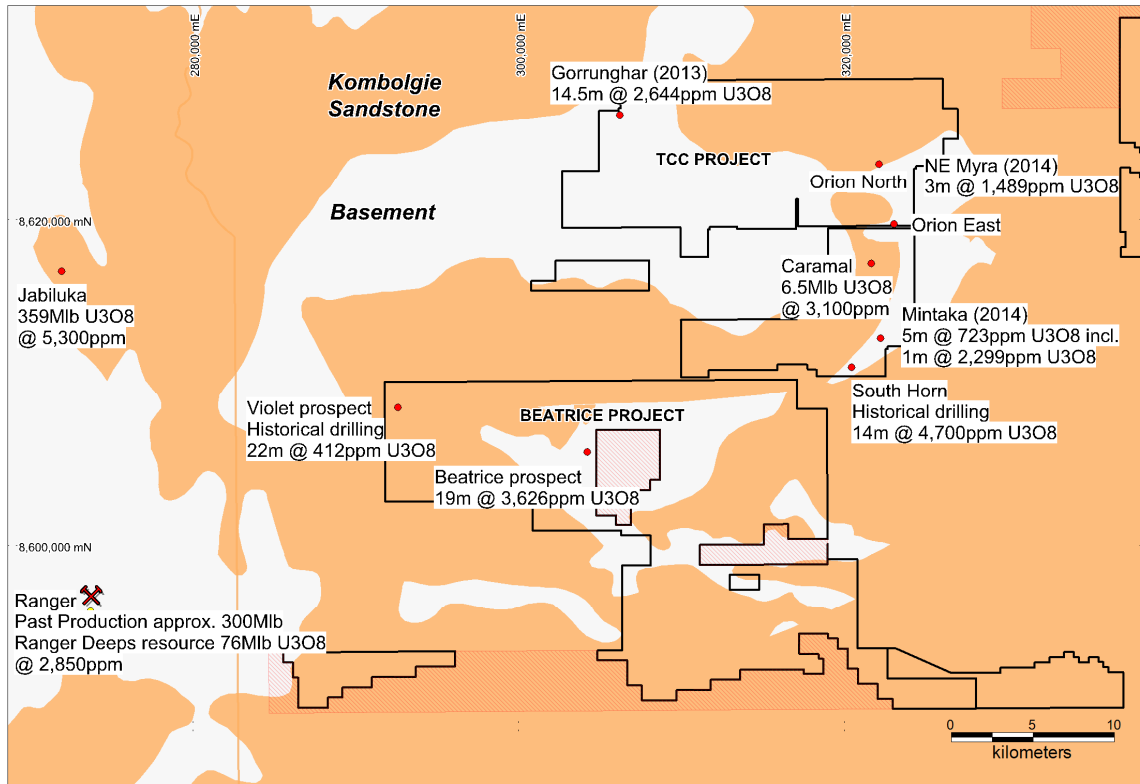 280,000 mE
300,000 mE
320,000 mE
Kombolgie
Sandstone
Gorrunghar (2013)
14.5m @ 2,644ppm U3O8
TCC PROJECT
NE Myra (2014)
3m @ 1,489ppm U3O8
Orion North
Basement
8,620,000 mN
Orion East
Caramal
6.5Mlb U3O8
@ 3,100ppm
Jabiluka
359Mlb U3O8
@ 5,300ppm
Mintaka (2014)
5m @ 723ppm U3O8 incl.
1m @ 2,299ppm U3O8
South Horn
Historical drilling
14m @ 4,700ppm U3O8
Violet prospect
Historical drilling
22m @ 412ppm U3O8
BEATRICE PROJECT
Beatrice prospect
19m @ 3,626ppm U3O8
8,600,000 mN
Ranger
Past Production approx. 300Mlb
Ranger Deeps resource 76Mlb U3O8
@ 2,850ppm
0 5 10
kilometers